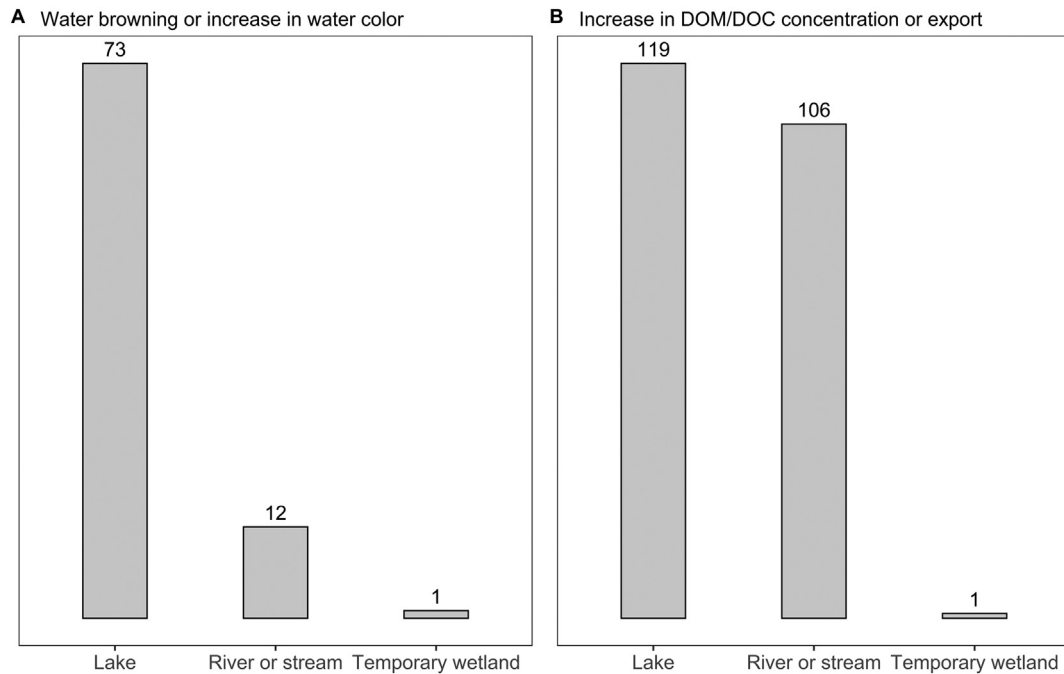 A Water browning or increase in water color
73
12
1
Lake River or stream Temporary wetland
B Increase in DOM/DOC concentration or export
119
106
1
Lake River or stream Temporary wetland